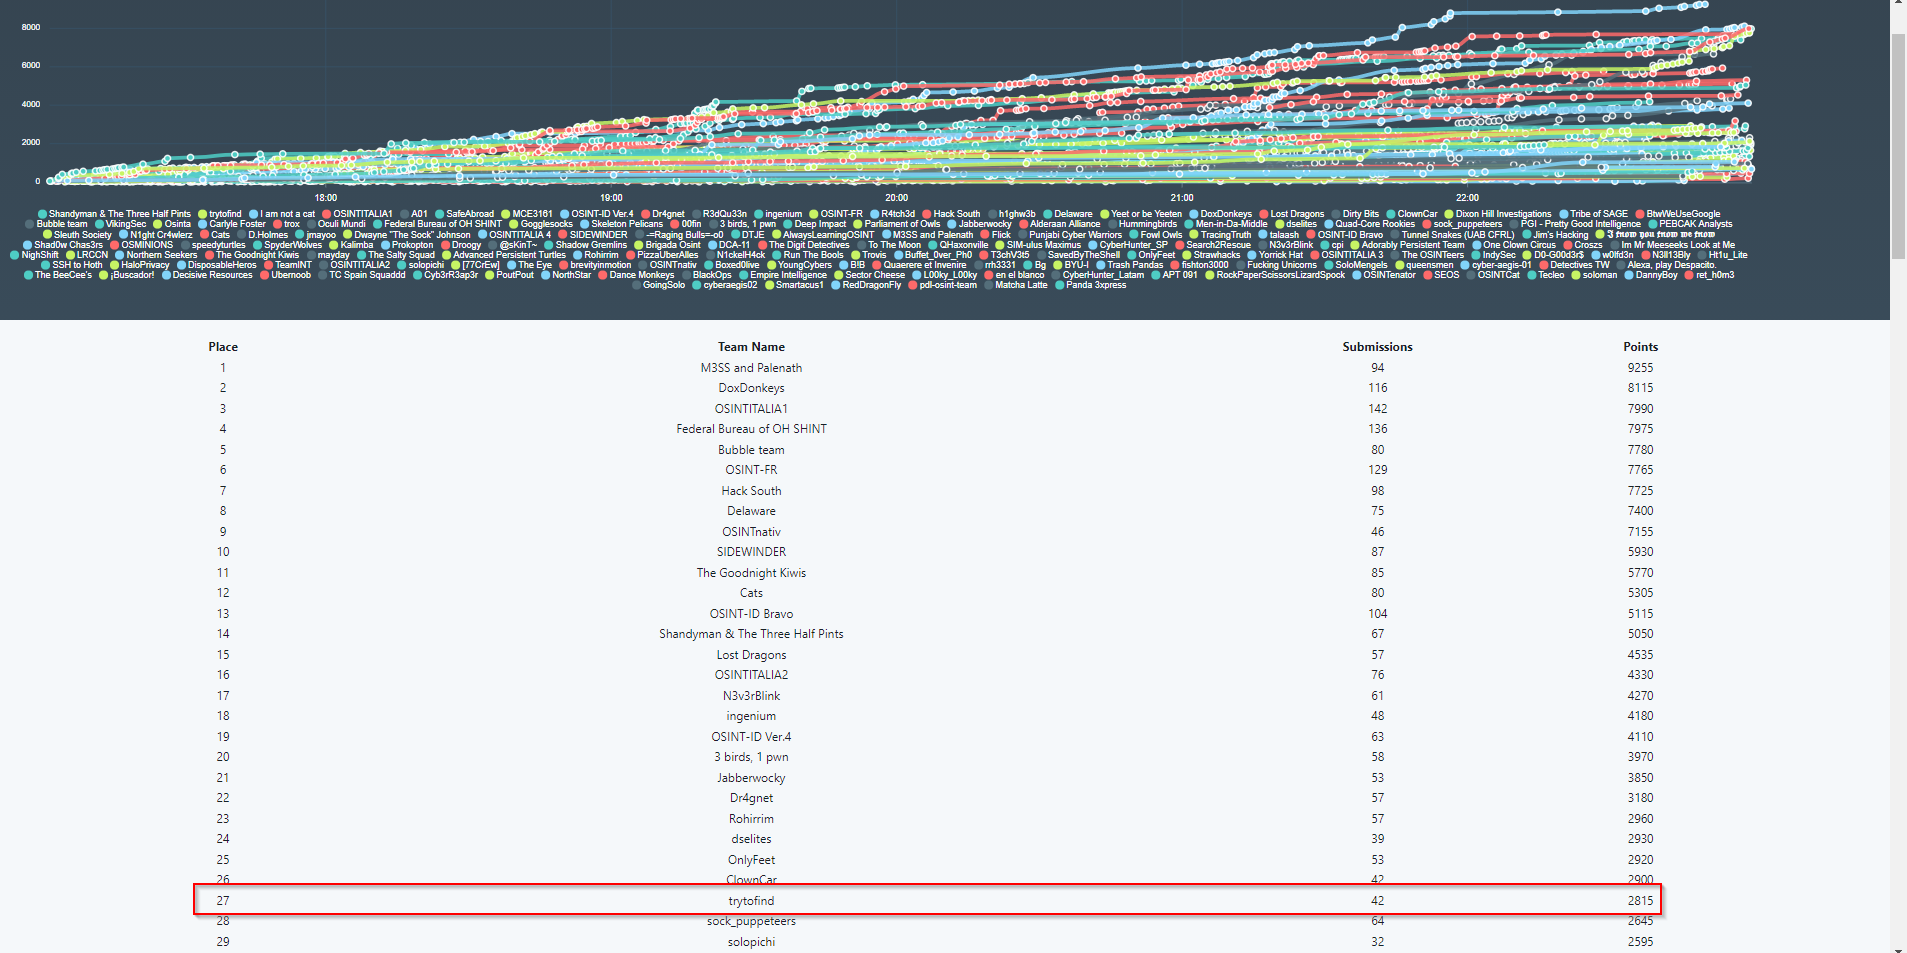 8000
6000
4000
2000
0
18:00 19:00 20:00 21:00 22:00
Shandyman & The Three Half Pints trytofind I am not a cat OSINTITALIA1 A01 SafeAbroad MCE3161 OSINT-ID Ver.4 Dr4gnet R3dQu33n ingenium OSINT-FR R4tch3d Hack South h1ghw3b Delaware Yeet or be Yeeten DoxDonkeys Lost Dragons Dirty Bits ClownCar Dixon Hill Investigations Tribe of SAGE BtwWeUseGoogle
Bubble team VikingSec Osinta Carlyle Foster trox Oculi Mundi Federal Bureau of OH SHINT Gogglesocks Skeleton Pelicans 00fin 3 birds, 1 pwn Deep Impact Parliament of Owls Jabberwocky Alderaan Alliance Hummingbirds Men-in-Da-Middle dselites Quad-Core Rookies sock_puppeteers PGI - Pretty Good Intelligence PEBCAK Analysts
Sleuth Society N1ght Cr4wlerz Cats D.Holmes jmayoo Dwayne 'The Sock' Johnson OSINTITALIA 4 SIDEWINDER -=Raging Bulls=-o0 DTJE AlwaysLearningOSINT M3SS and Palenath Flick Punjabi Cyber Warriors Fowl Owls TracingTruth talaash OSINT-ID Bravo Tunnel Snakes (UAB CFRL) Jim's Hacking
Shad0w Chas3rs OSMINIONS speedyturtles SpyderWolves Kalimba Prokopton Droogy @sKinT~ Shadow Gremlins Brigada Osint DCA-11 The Digit Detectives To The Moon QHaxonville SIM-ulus Maximus CyberHunter_SP Search2Rescue N3v3rBlink cpi Adorably Persistent Team One Clown Circus Croszs Im Mr Meeseeks Look at Me
NighShift LRCCN Northern Seekers The Goodnight Kiwis mayday The Salty Squad Advanced Persistent Turtles Rohirrim PizzaUberAlles N1ckelH4ck Run The Bools Trovis Buffet_0ver_Ph0 T3chV3t5 SavedByTheShell OnlyFeet Strawhacks Yorrick Hat OSINTITALIA 3 The OSINTeers IndySec D0-G00d3r$ w0lfd3n N3ll13Bly Ht1u_Lite
SSH to Hoth HaloPrivacy DisposableHeros TeamINT OSINTITALIA2 solopichi [77CrEw] The Eye brevityinmotion OSINTnativ Boxed0live YoungCybers B!B Quaerere et Invenire rrh3331 Bg BYU-I Trash Pandas fishton3000 Fucking Unicorns SoloMengels queensmen cyber-aegis-01 Detectives TW Alexa, play Despacito.
The BeeCee's ¡Buscador! Decisive Resources Ubernoob TC Spain Squaddd Cyb3rR3ap3r PoutPout NorthStar Dance Monkeys BlackOps Empire Intelligence Sector Cheese L00ky_L00ky en el blanco CyberHunter_Latam APT 091 RockPaperScissorsLizardSpock OSINTenator SEOS OSINTCat Tecleo soloman DannyBoy ret_h0m3
GoingSolo cyberaegis02 Smartacus1 RedDragonFly pdl-osint-team Matcha Latte Panda 3xpress
Place Team Name Submissions Points
1 M3SS and Palenath 94 9255
2 DoxDonkeys 116 8115
3 OSINTITALIA1 142 7990
4 Federal Bureau of OH SHINT 136 7975
5 Bubble team 80 7780
6 OSINT-FR 129 7765
7 Hack South 98 7725
8 Delaware 75 7400
9 OSINTnativ 46 7155
10 SIDEWINDER 87 5930
11 The Goodnight Kiwis 85 5770
12 Cats 80 5305
13 OSINT-ID Bravo 104 5115
14 Shandyman & The Three Half Pints 67 5050
15 Lost Dragons 57 4535
16 OSINTITALIA2 76 4330
17 N3v3rBlink 61 4270
18 ingenium 48 4180
19 OSINT-ID Ver.4 63 4110
20 3 birds, 1 pwn 58 3970
21 Jabberwocky 53 3850
22 Dr4gnet 57 3180
23 Rohirrim 57 2960
24 dselites 39 2930
25 OnlyFeet 53 2920
26 ClownCar 42 2900
27 trytofind 42 2815
28 sock_puppeteers 64 2645
29 solopichi 32 2595